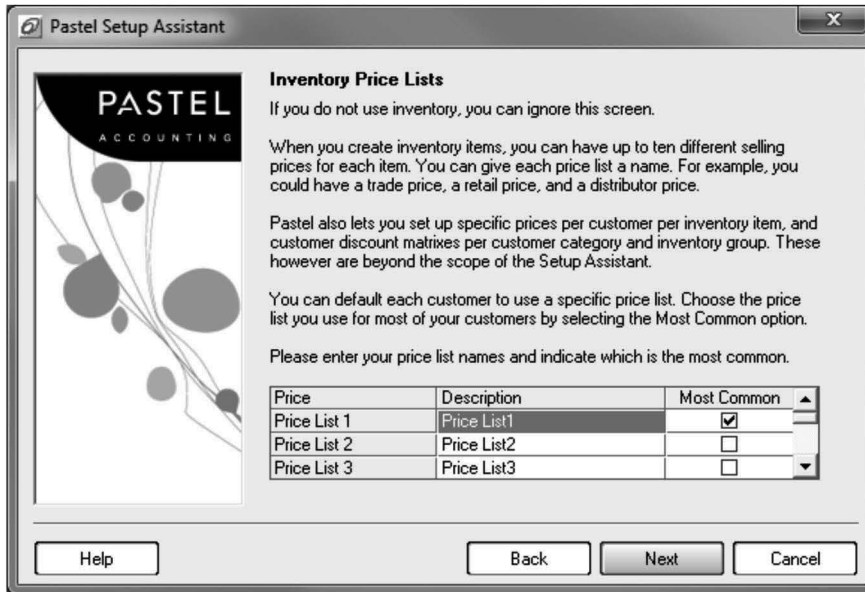 Pastel Setup Assistant
PASTEL
ACCOUNTING
Inventory Price Lists
If you do not use inventory, you can ignore this screen.
When you create inventory items, you can have up to ten different selling
prices for each item. You can give each price list a name. For example, you
could have a trade price, a retail price, and a distributor price.
Pastel also lets you set up specific prices per customer per inventory item, and
customer discount matrixes per customer category and inventory group. These
however are beyond the scope of the Setup Assistant.
You can default each customer to use a specific price list. Choose the price
list you use for most of your customers by selecting the Most Common option.
Please enter your price list names and indicate which is the most common.
Price Description Most Common
Price List 1 Price List1
Price List 2 Price List2
Price List 3 Price List3
Help Back Next Cancel